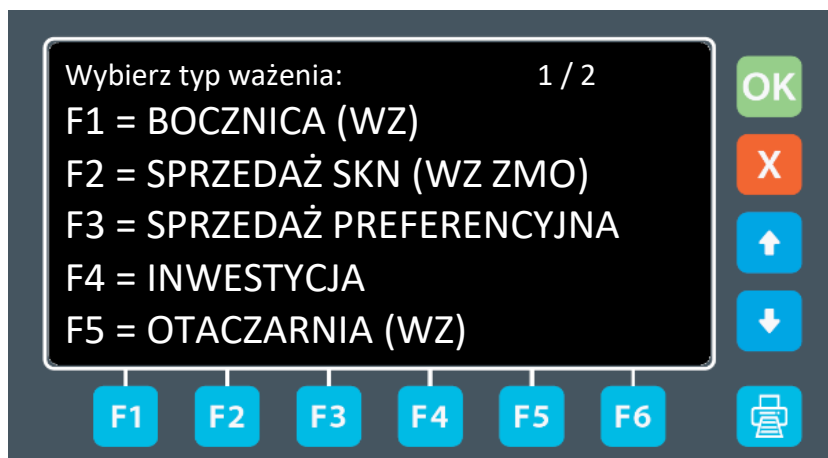 Wybierz typ ważenia: 1 / 2
F1 = BOCZNICA (WZ)
F2 = SPRZEDAŻ SKN (WZ ZMO)
F3 = SPRZEDAŻ PREFERENCYJNA
F4 = INWESTYCJA
F5 = OTACZARNIA (WZ)
OK
X
F1 F2 F3 F4 F5 F6